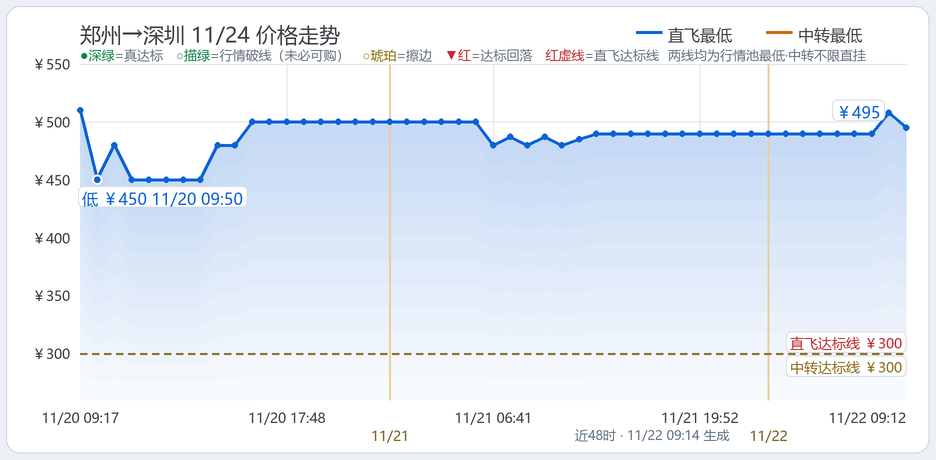 郑州→深圳 11/24 价格走势
直飞最低 中转最低
●深绿=真达标 ○描绿=行情破线（未必可购） ○琥珀=擦边 ▼红=达标回落 红虚线=直飞达标线 两线均为行情池最低·中转不限直挂
¥550
¥500
¥495
¥450
低 ¥450 11/20 09:50
¥400
¥350
¥300
直飞达标线 ¥300
中转达标线 ¥300
11/20 09:17 11/20 17:48 11/21 06:41 11/21 19:52 11/22 09:12
11/21 近48时 · 11/22 09:14 生成 11/22